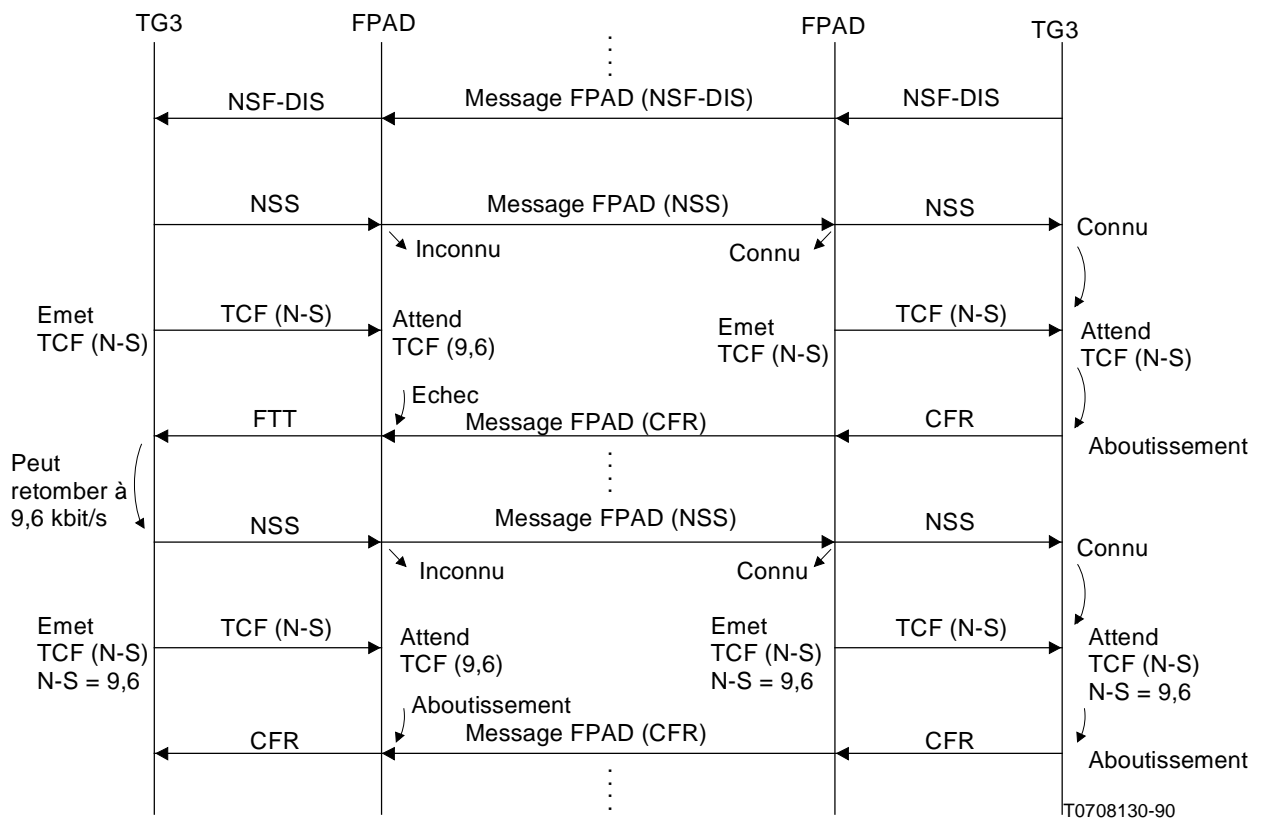 TG3 FPAD FPAD TG3
NSF-DIS Message FPAD (NSF-DIS) NSF-DIS
NSS Message FPAD (NSS) NSS
Inconnu Connu Connu
Emet
TCF (N-S)
TCF (N-S)
Attend
TCF (9,6)
Emet
TCF (N-S)
TCF (N-S)
Attend
TCF (N-S)
Echec
FTT Message FPAD (CFR) CFR
Aboutissement
Peut
retomber à
9,6 kbit/s
NSS Message FPAD (NSS) NSS
Inconnu Connu Connu
Emet
TCF (N-S)
N-S = 9,6
TCF (N-S)
Attend
TCF (9,6)
Emet
TCF (N-S)
N-S = 9,6
TCF (N-S)
Attend
TCF (N-S)
N-S = 9,6
Aboutissement
CFR Message FPAD (CFR) CFR
Aboutissement
T0708130-90